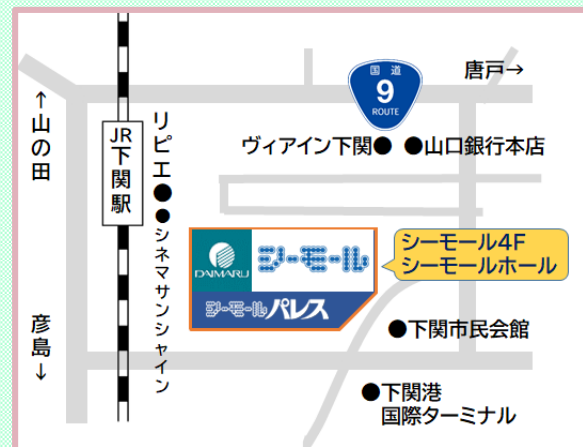 国道
9
ROUTE
唐戸→
↑山の田
JR下関駅
リピエ●
●シネマサンシャイン
ヴィアイン下関●
●山口銀行本店
DAIMARU
シーモール
シーモールパレス
シーモール4F
シーモールホール
彦島↓
●下関市民会館
●下関港
国際ターミナル